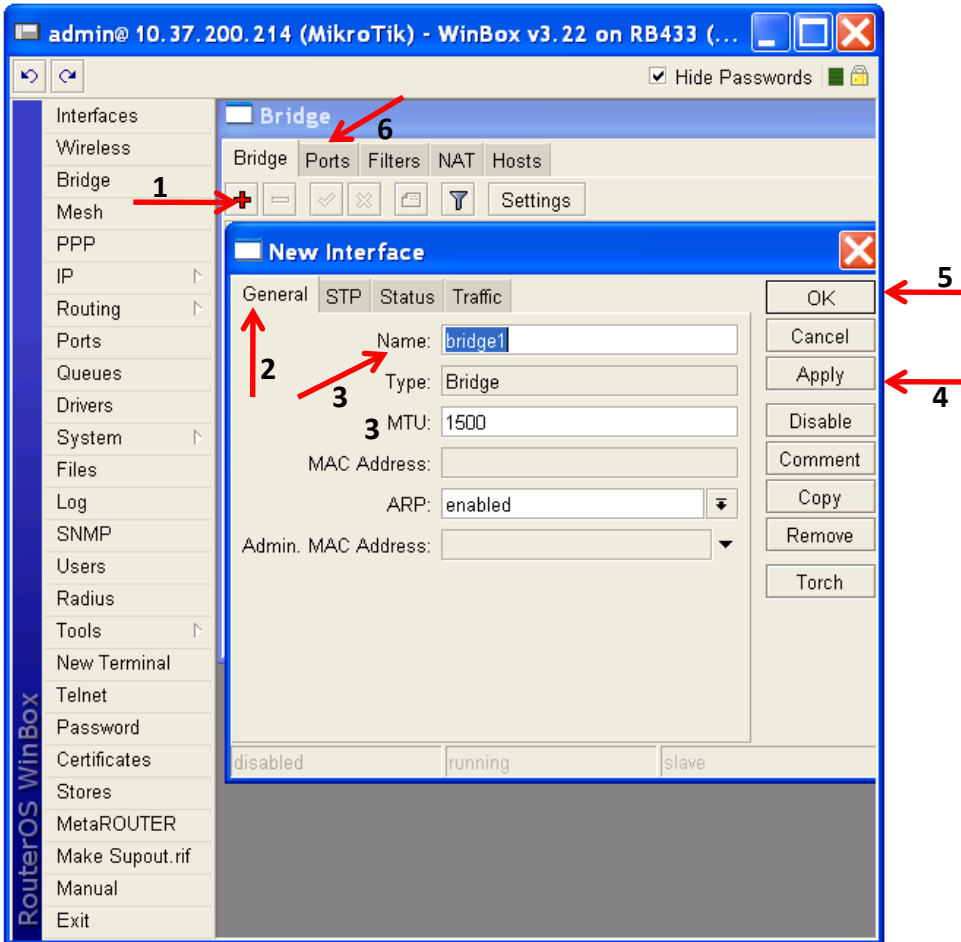 admin@ 10.37.200.214 (MikroTik) - WinBox v3.22 on RB433 (...
Hide Passwords
Interfaces
Wireless
Bridge
Mesh
PPP
IP
Routing
Ports
Queues
Drivers
System
Files
Log
SNMP
Users
Radius
Tools
New Terminal
Telnet
Password
Certificates
Stores
MetaROUTER
Make Supout.rif
Manual
Exit
RouterOS WinBox
Bridge
6
Bridge Ports Filters NAT Hosts
1
Settings
New Interface
General STP Status Traffic
2
Name: bridge1
3
Type: Bridge
3
MTU: 1500
MAC Address:
ARP: enabled
Admin. MAC Address:
OK
5
Cancel
Apply
4
Disable
Comment
Copy
Remove
Torch
disabled running slave